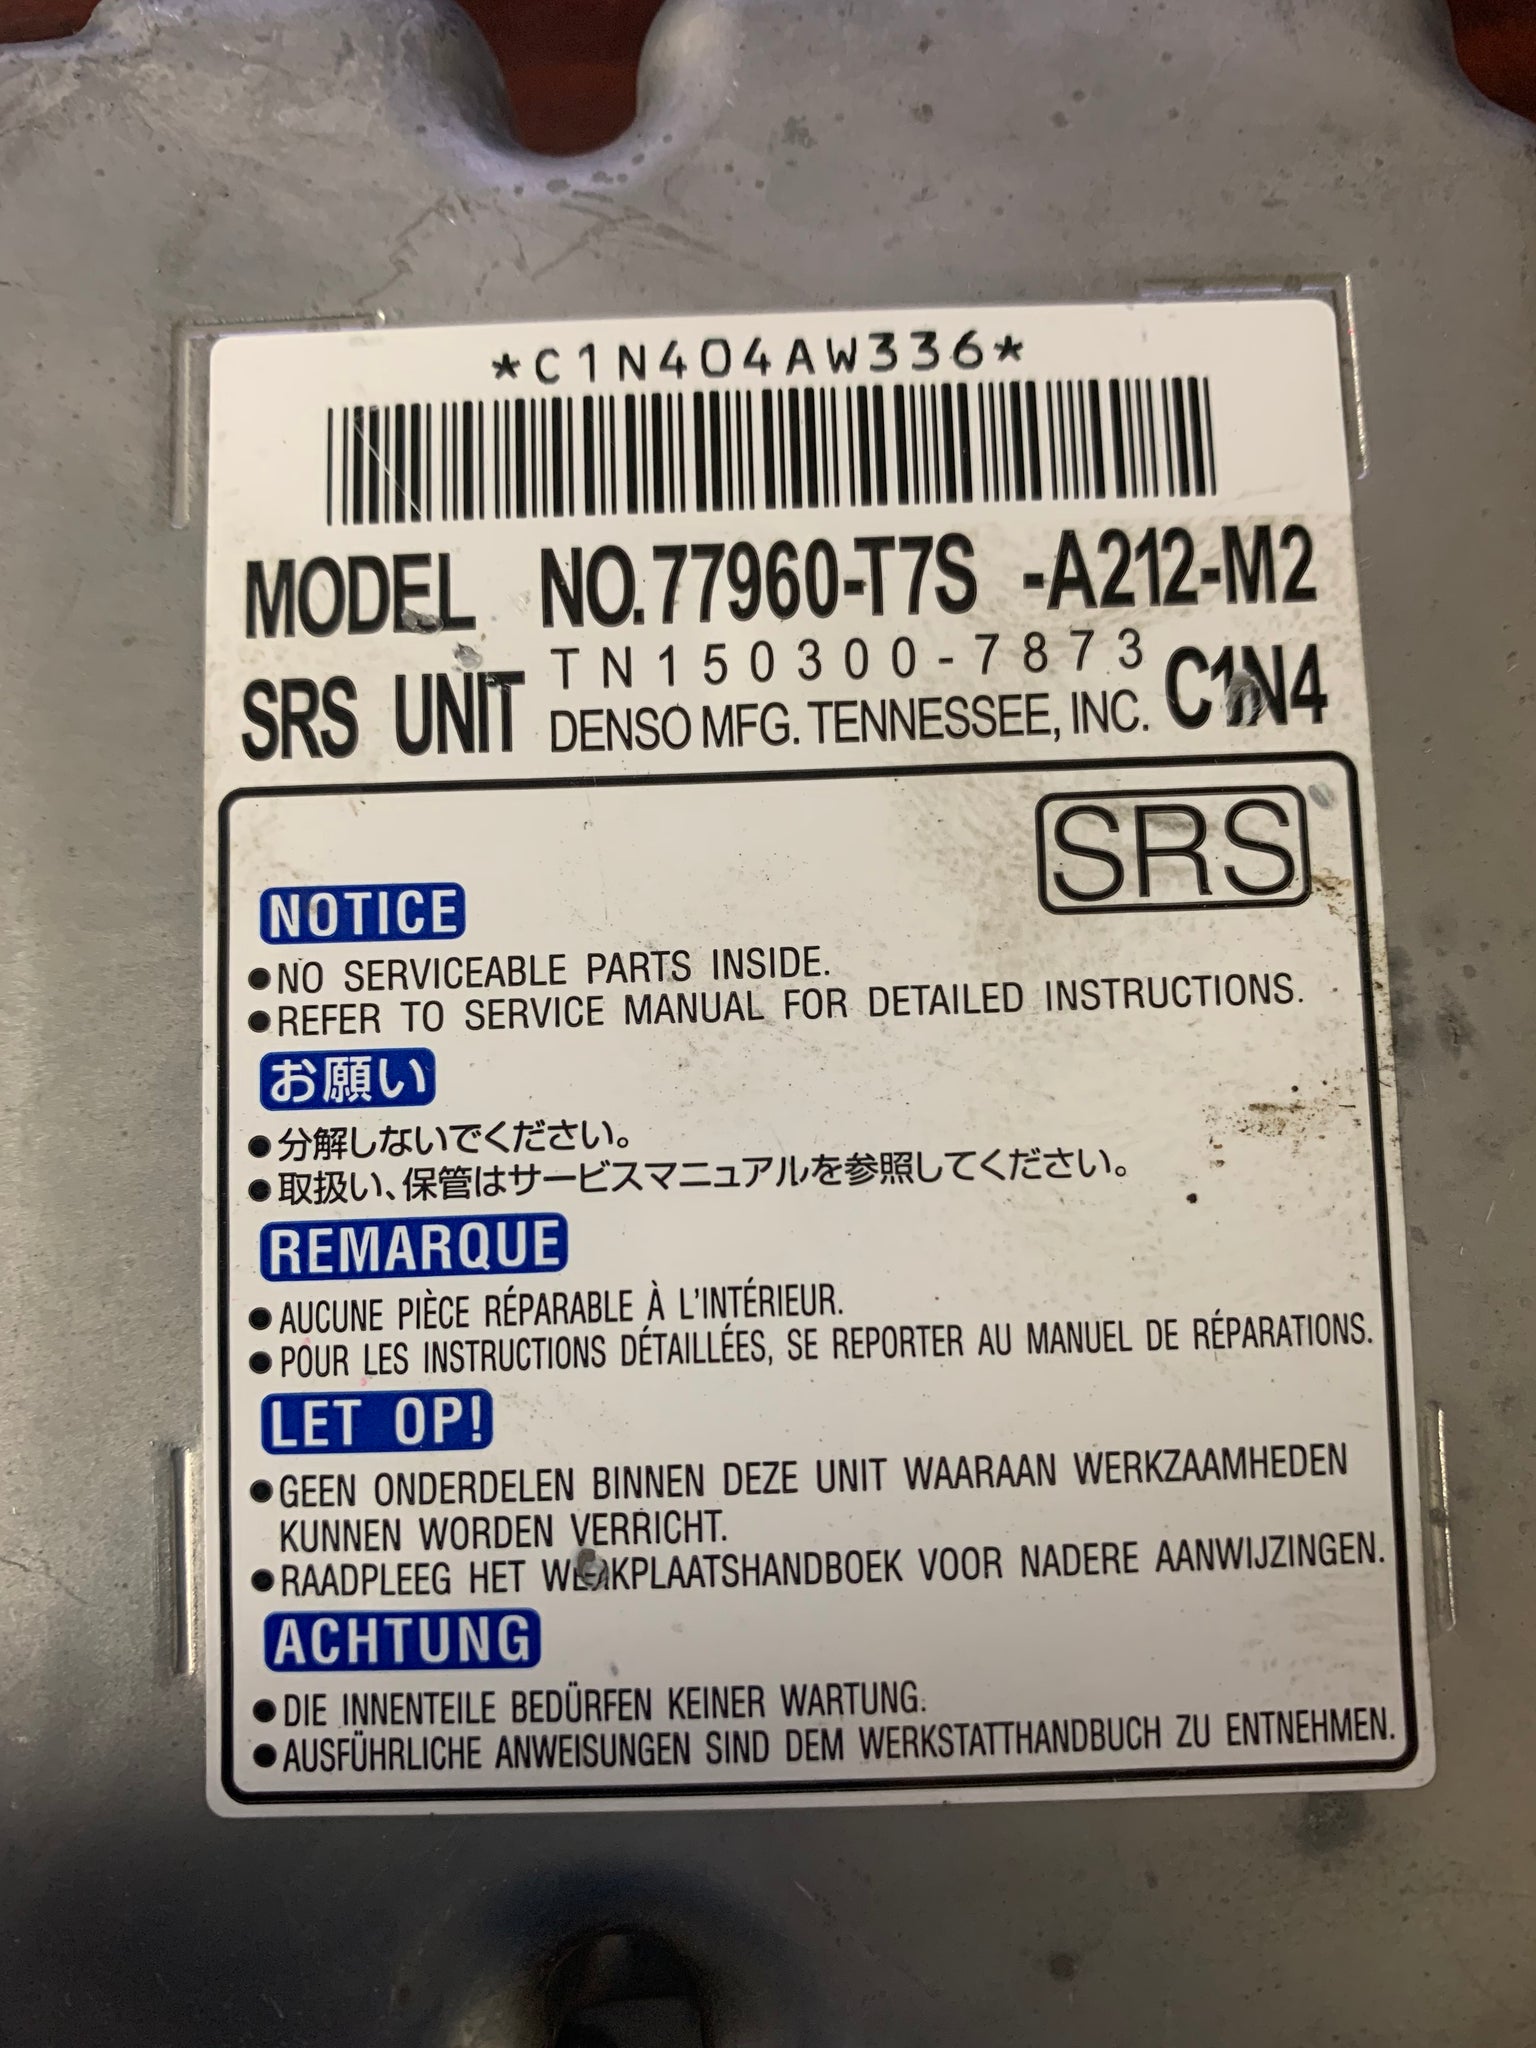 *C1N404AW336*
MODEL NO.77960-T7S -A212-M2
SRS UNIT TN150300-7873 C1N4
DENSO MFG. TENNESSEE, INC.
SRS
NOTICE
●NO SERVICEABLE PARTS INSIDE.
●REFER TO SERVICE MANUAL FOR DETAILED INSTRUCTIONS.
お願い
●分解しないでください。
●取扱い、保管はサービスマニュアルを参照してください。
REMARQUE
●AUCUNE PIÈCE RÉPARABLE À L'INTÉRIEUR.
●POUR LES INSTRUCTIONS DÉTAILLÉES, SE REPORTER AU MANUEL DE RÉPARATIONS.
LET OP!
●GEEN ONDERDELEN BINNEN DEZE UNIT WAARAAN WERKZAAMHEDEN
KUNNEN WORDEN VERRICHT.
●RAADPLEEG HET WERKPLAATSHANDBOEK VOOR NADERE AANWIJZINGEN.
ACHTUNG
●DIE INNENTEILE BEDÜRFEN KEINER WARTUNG.
●AUSFÜHRLICHE ANWEISUNGEN SIND DEM WERKSTATTHANDBUCH ZU ENTNEHMEN.